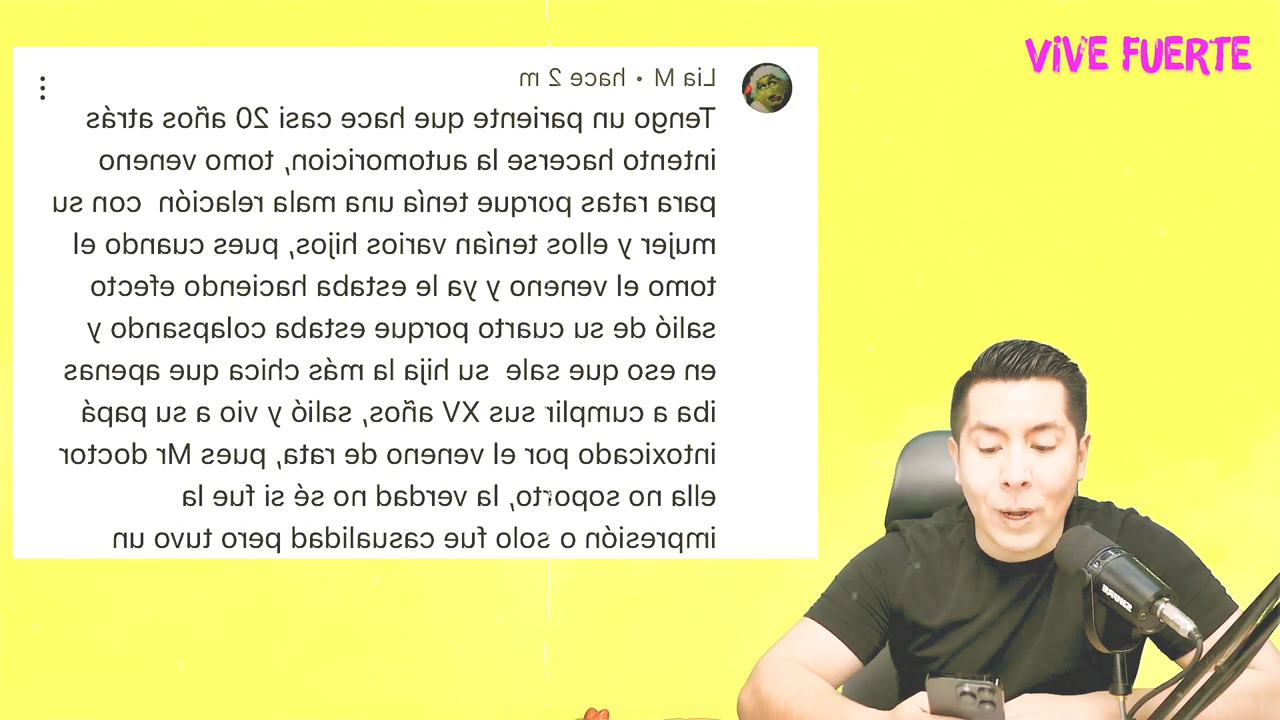 VIVE FUERTE
Lia M • hace 2 m
Tengo un pariente que hace casi 20 años atrás
intento hacerse la automoricion, tomo veneno
para ratas porque tenía una mala relación con su
mujer y ellos tenían varios hijos, pues cuando el
tomo el veneno y ya le estaba haciendo efecto
salió de su cuarto porque estaba colapsando y
en eso que sale su hija la más chica que apenas
iba a cumplir sus XV años, salió y vio a su papá
intoxicado por el veneno de rata, pues Mr doctor
ella no soporto, la verdad no sé si fue la
impresión o solo fue casualidad pero tuvo un